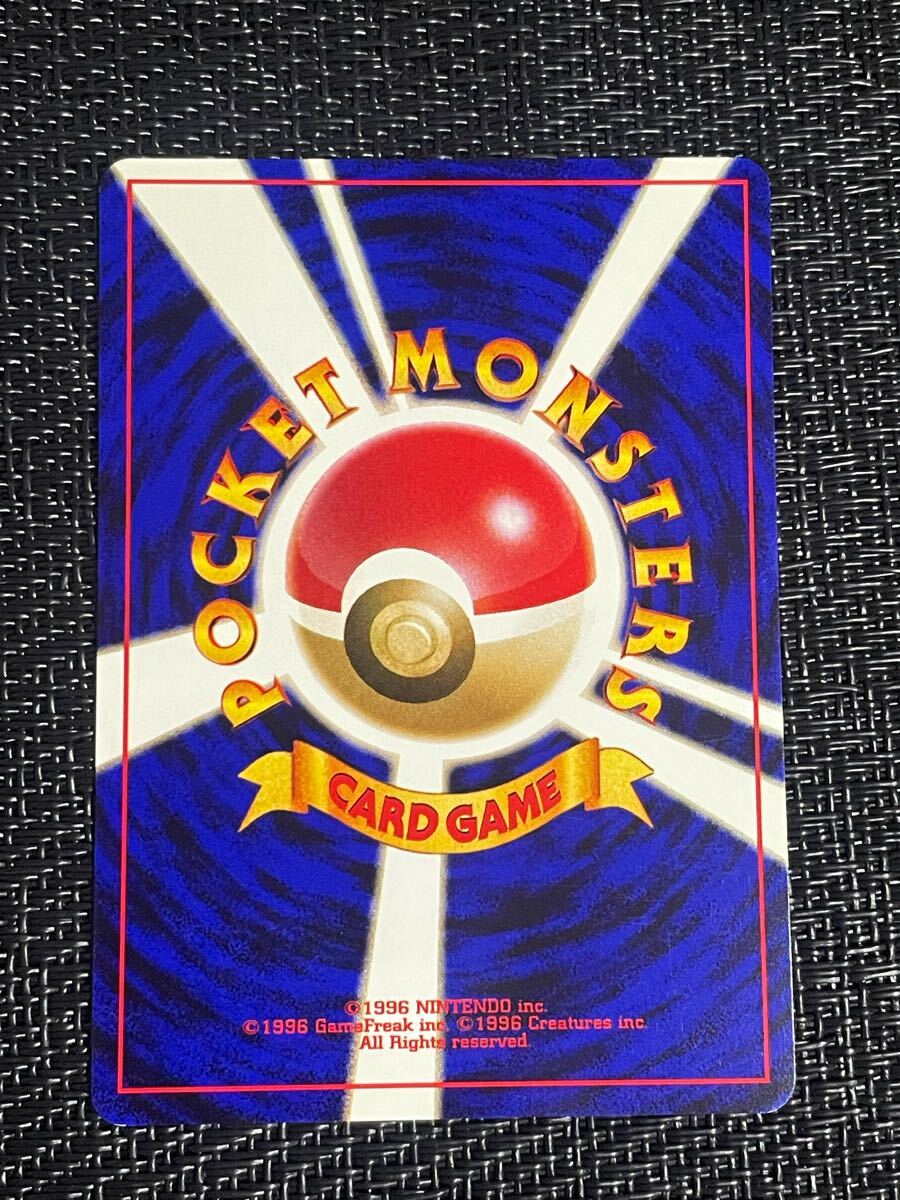 POCKET MONSTERS
CARD GAME
©1996 NINTENDO inc.
©1996 GameFreak inc. ©1996 Creatures inc.
All Rights reserved.